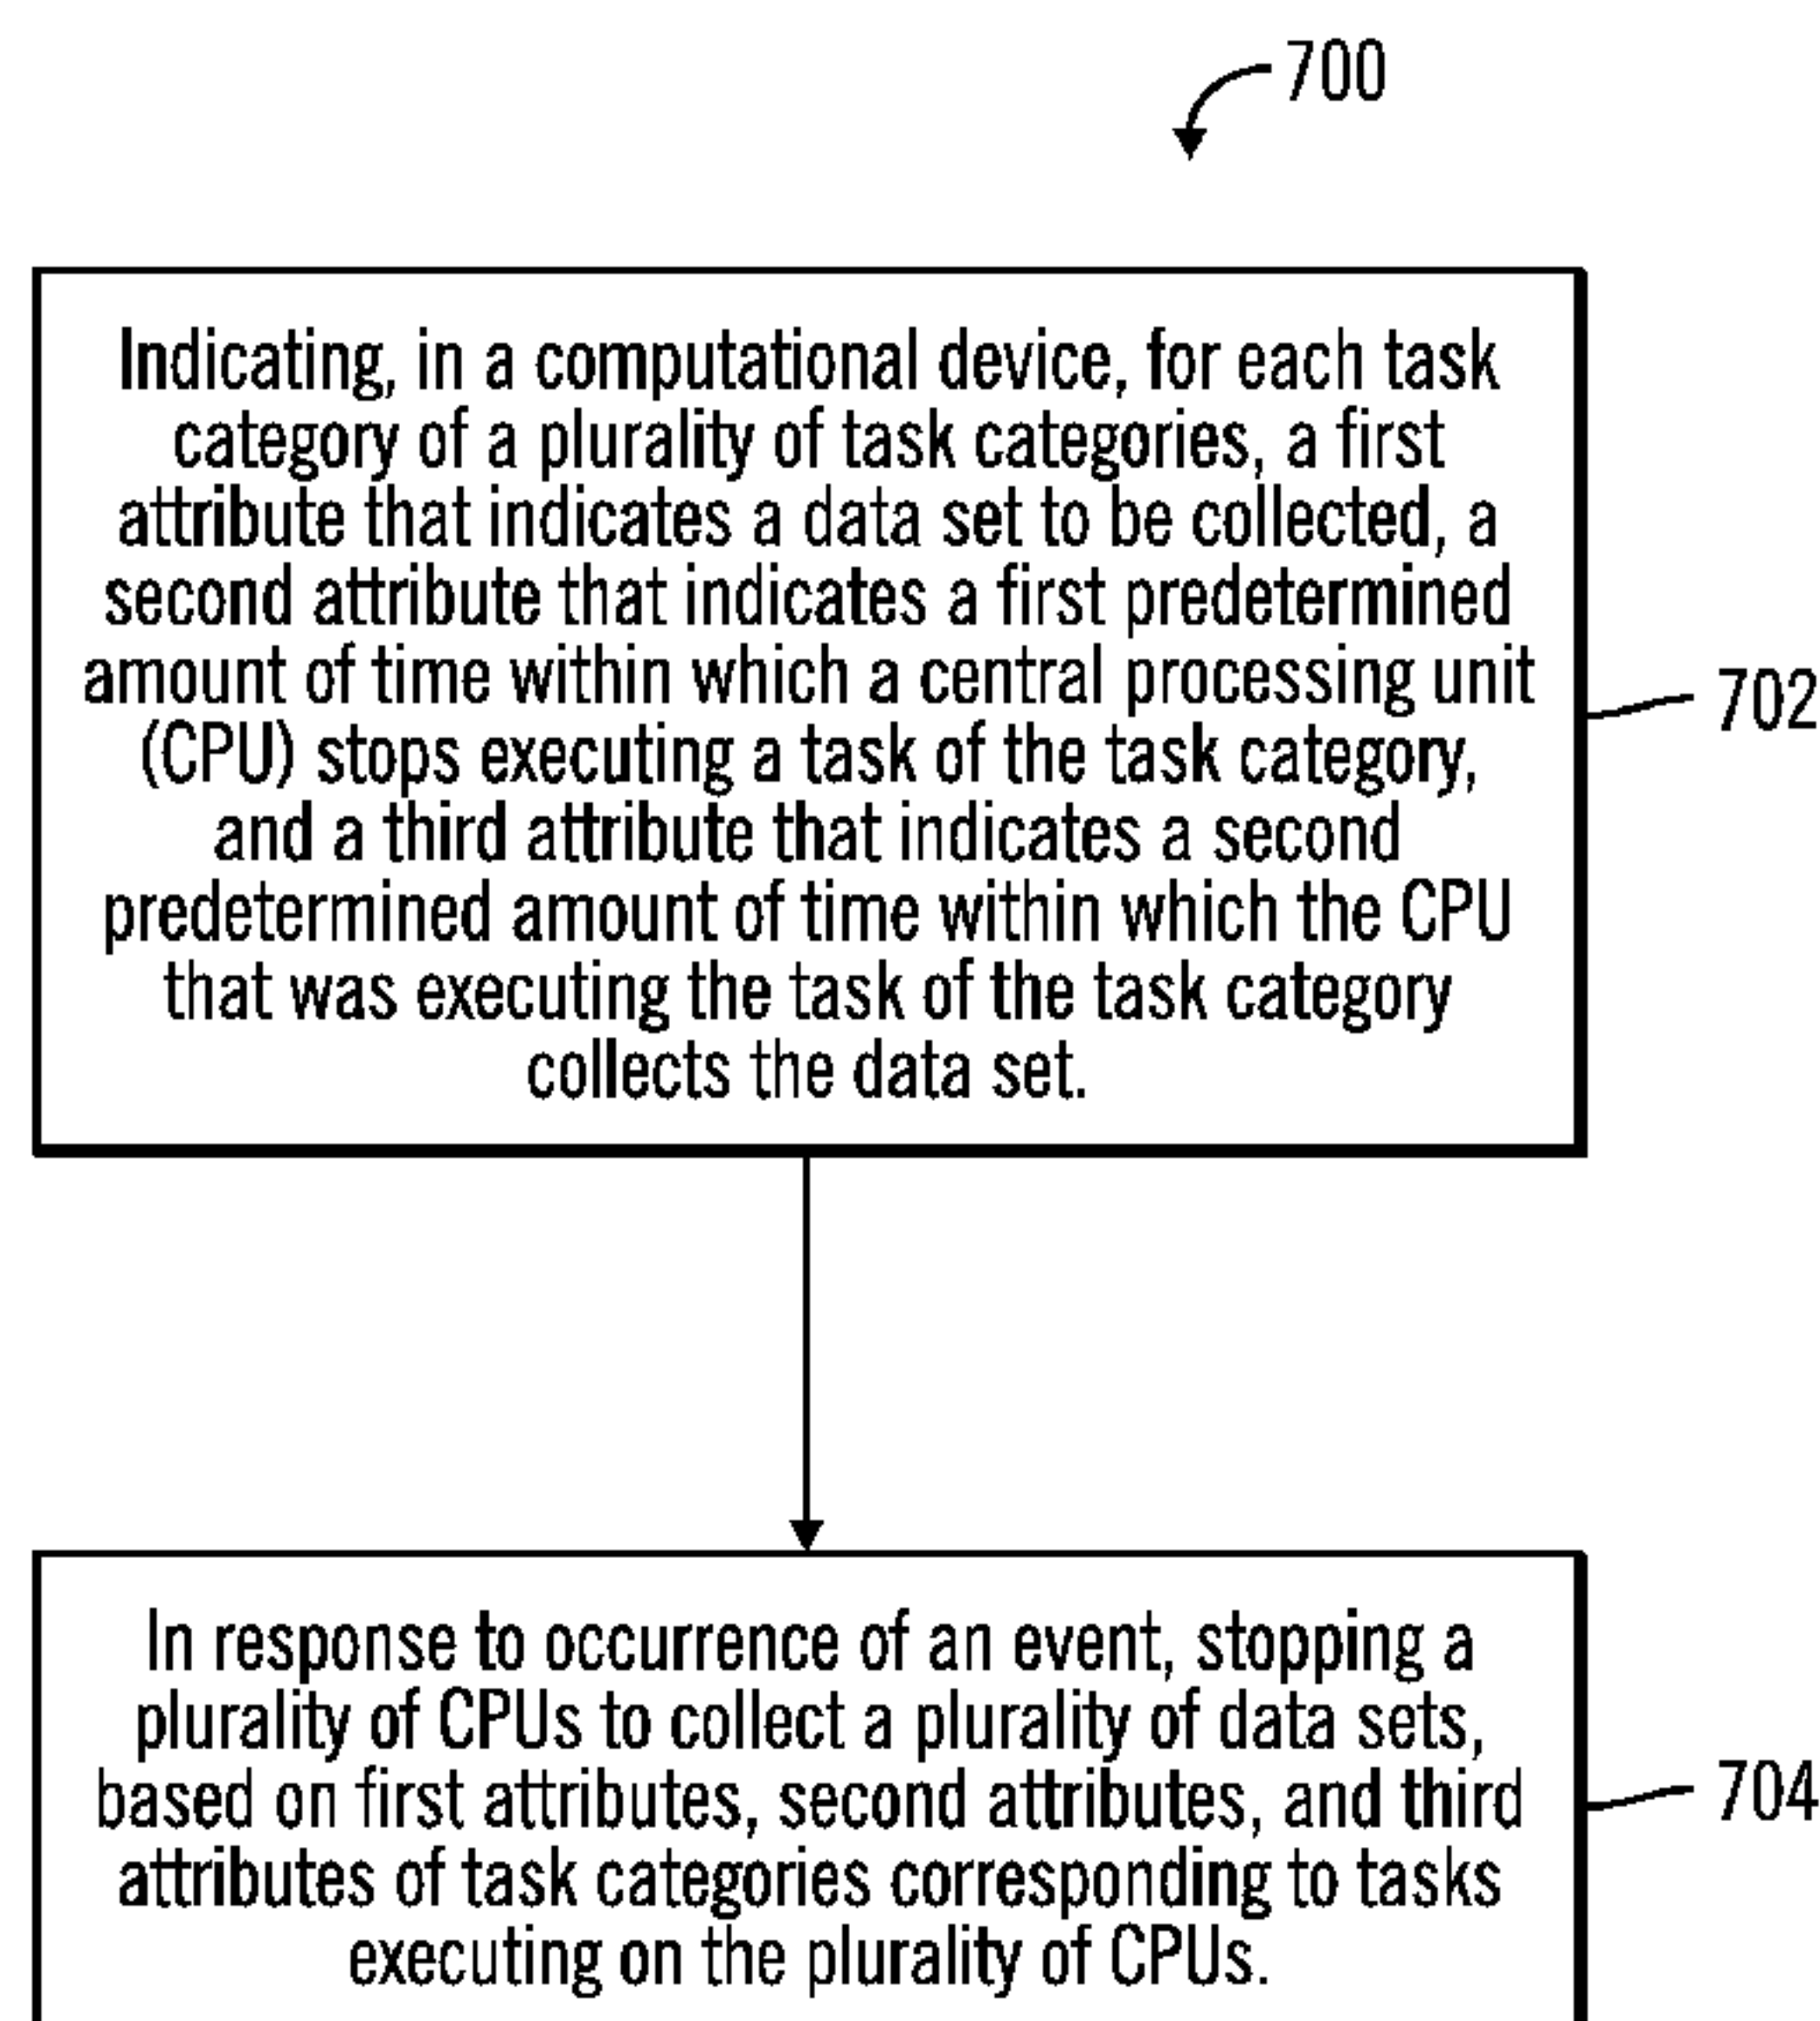 700
Indicating, in a computational device, for each task
category of a plurality of task categories, a first
attribute that indicates a data set to be collected, a
second attribute that indicates a first predetermined
amount of time within which a central processing unit
(CPU) stops executing a task of the task category,
and a third attribute that indicates a second
predetermined amount of time within which the CPU
that was executing the task of the task category
collects the data set.
702
In response to occurrence of an event, stopping a
plurality of CPUs to collect a plurality of data sets,
based on first attributes, second attributes, and third
attributes of task categories corresponding to tasks
executing on the plurality of CPUs.
704